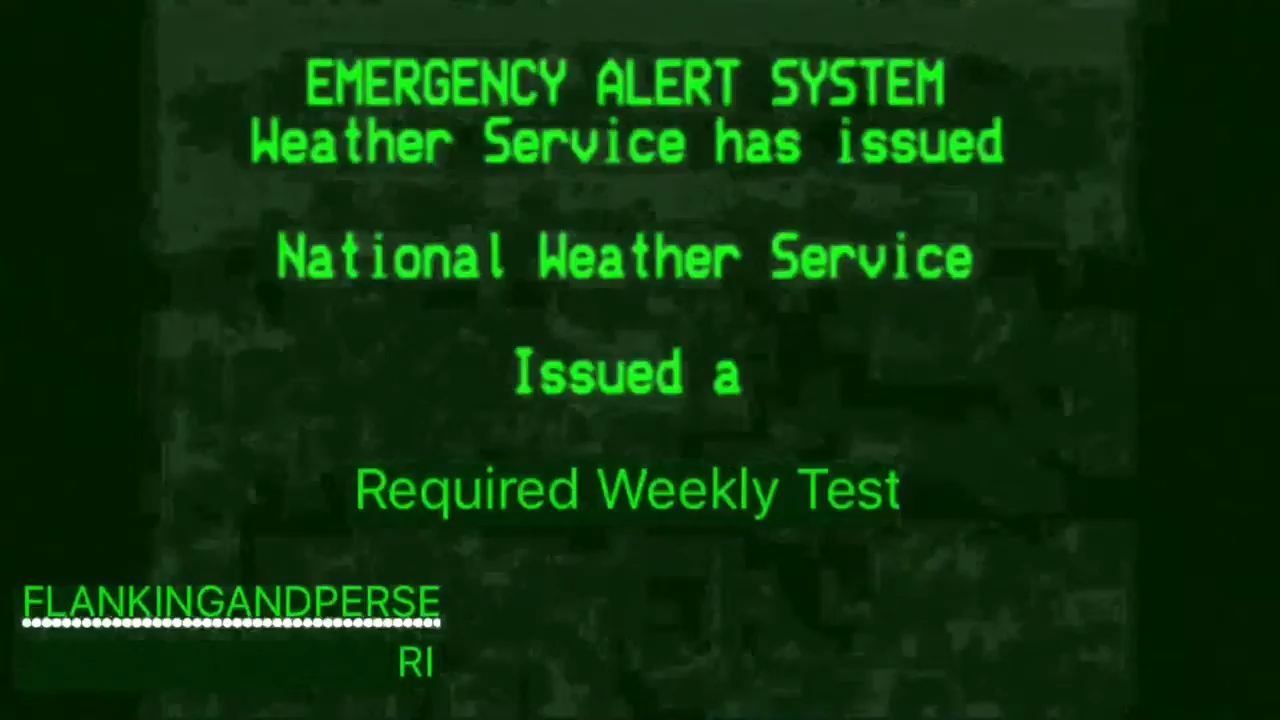 EMERGENCY ALERT SYSTEM
Weather Service has issued
National Weather Service
Issued a
Required Weekly Test
FLANKINGANDPERSE
RI